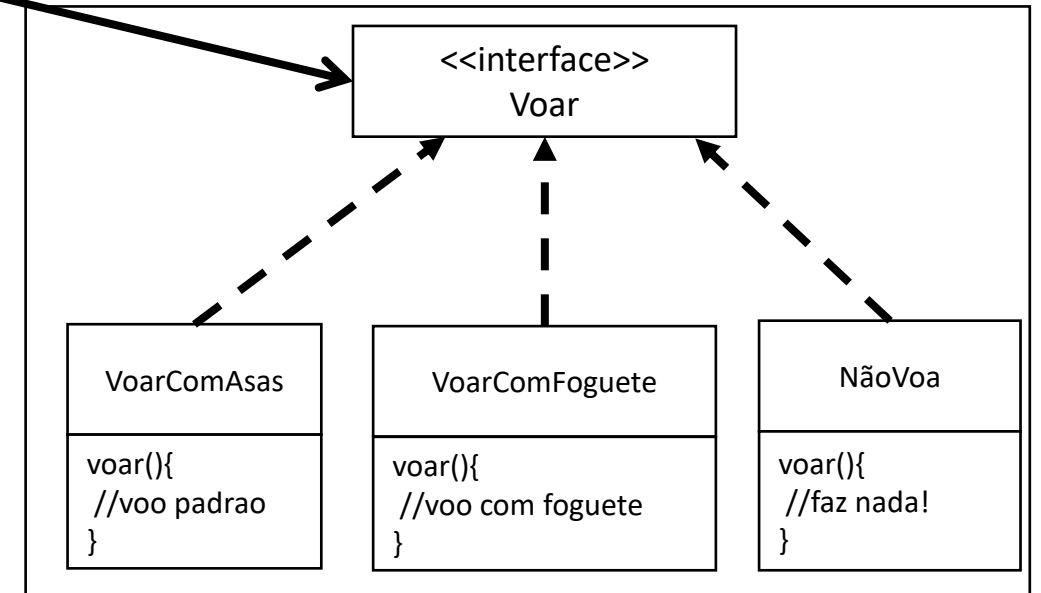 <<interface>>
Voar
VoarComAsas
voar(){
//voo padrao
}
VoarComFoguete
voar(){
//voo com foguete
}
NãoVoa
voar(){
//faz nada!
}